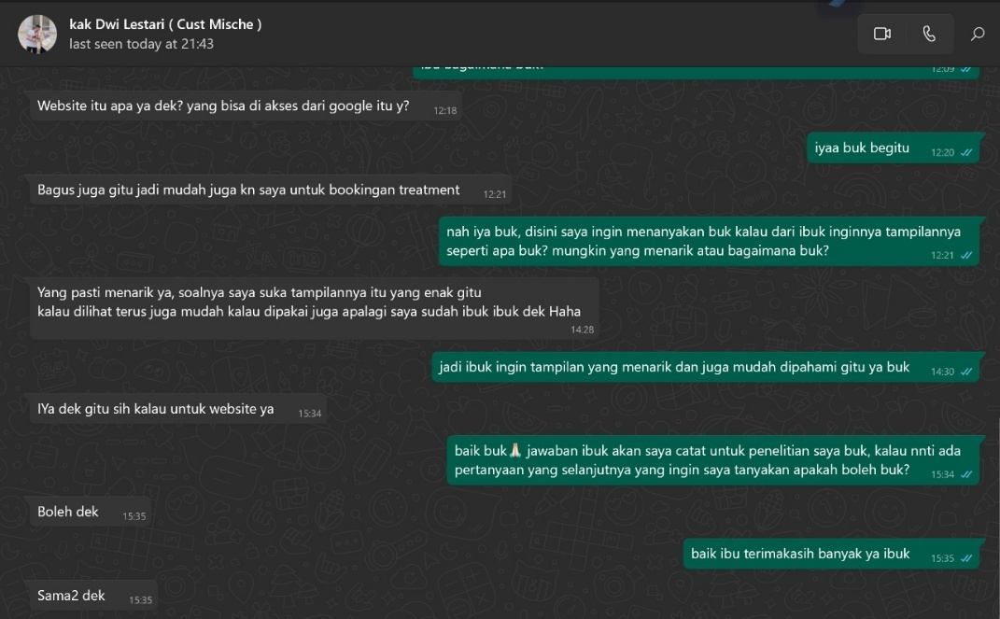 kak Dwi Lestari ( Cust Mische )
last seen today at 21:43
ibu bagaimana buk?
12:09
Website itu apa ya dek? yang bisa di akses dari google itu y?
12:18
iyaa buk begitu
12:20
Bagus juga gitu jadi mudah juga kn saya untuk bookingan treatment
12:21
nah iya buk, disini saya ingin menanyakan buk kalau dari ibuk inginnya tampilannya
seperti apa buk? mungkin yang menarik atau bagaimana buk?
12:21
Yang pasti menarik ya, soalnya saya suka tampilannya itu yang enak gitu
kalau dilihat terus juga mudah kalau dipakai juga apalagi saya sudah ibuk ibuk dek Haha
14:28
jadi ibuk ingin tampilan yang menarik dan juga mudah dipahami gitu ya buk
14:30
IYa dek gitu sih kalau untuk website ya
15:34
baik buk🙏🏻 jawaban ibuk akan saya catat untuk penelitian saya buk, kalau nnti ada
pertanyaan yang selanjutnya yang ingin saya tanyakan apakah boleh buk?
15:34
Boleh dek
15:35
baik ibu terimakasih banyak ya ibuk
15:35
Sama2 dek
15:35